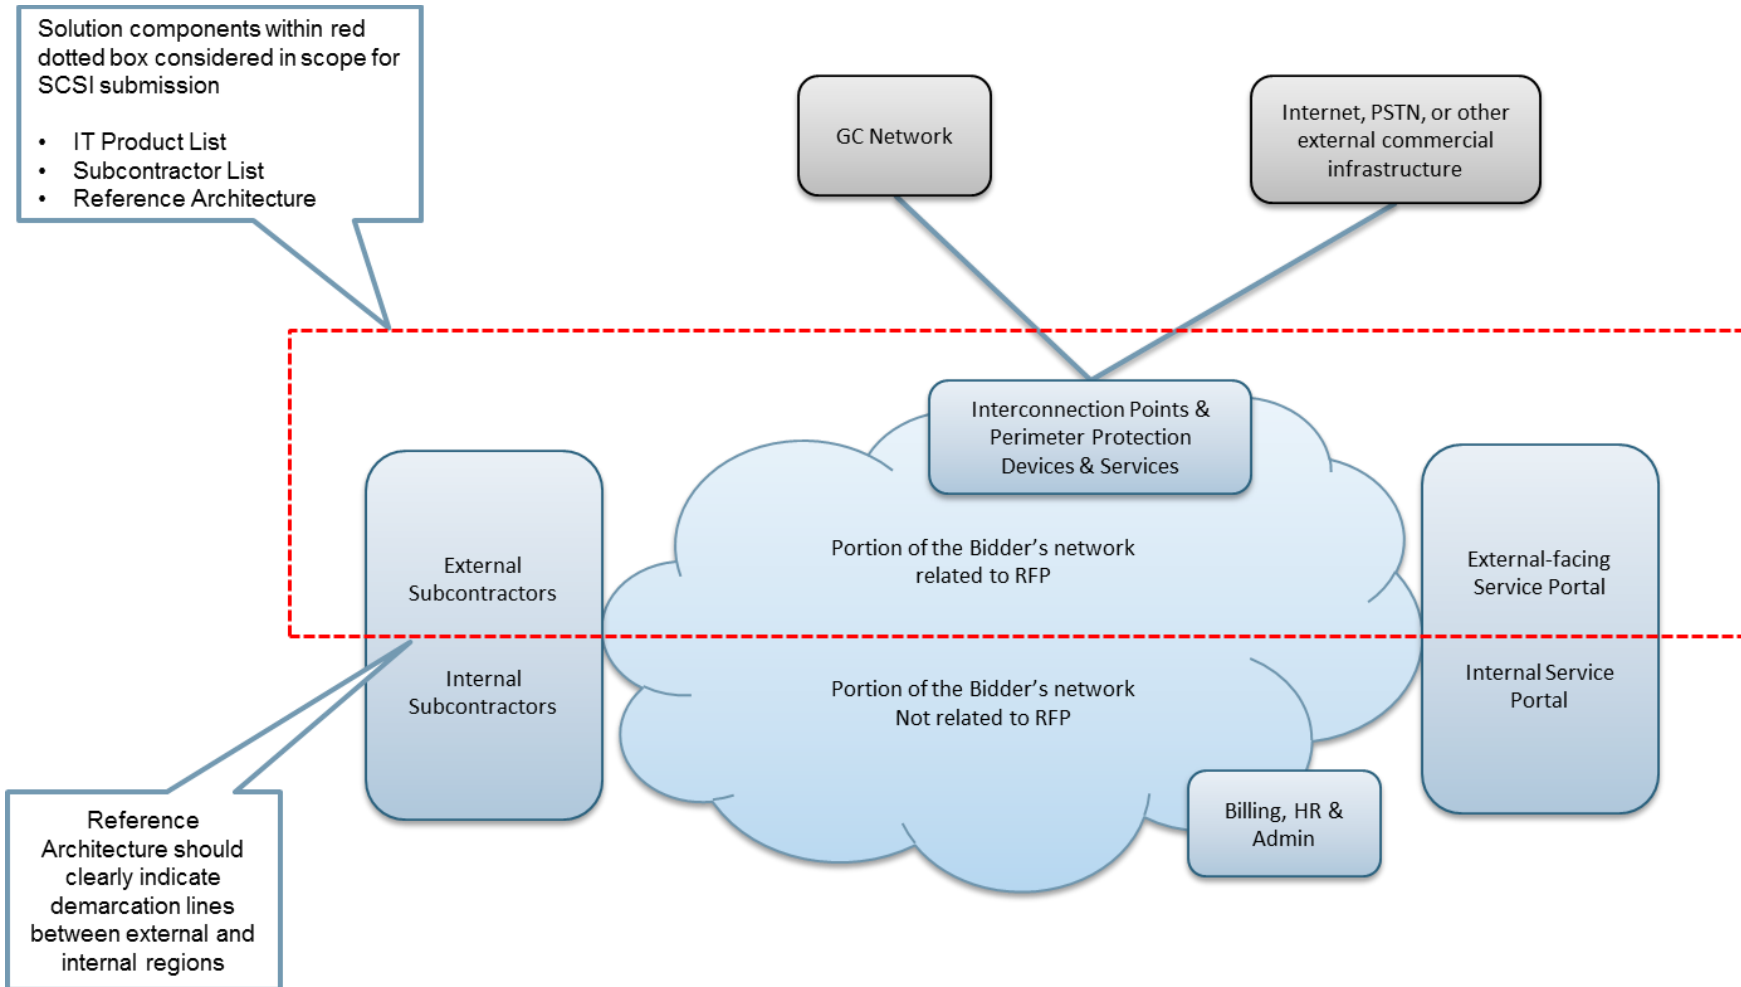 Solution components within red
dotted box considered in scope for
SCSI submission
• IT Product List
• Subcontractor List
• Reference Architecture
GC Network
Internet, PSTN, or other
external commercial
infrastructure
Interconnection Points &
Perimeter Protection
Devices & Services
Portion of the Bidder's network
related to RFP
External
Subcontractors
External-facing
Service Portal
Internal
Subcontractors
Portion of the Bidder's network
Not related to RFP
Internal Service
Portal
Billing, HR &
Admin
Reference
Architecture should
clearly indicate
demarcation lines
between external and
internal regions